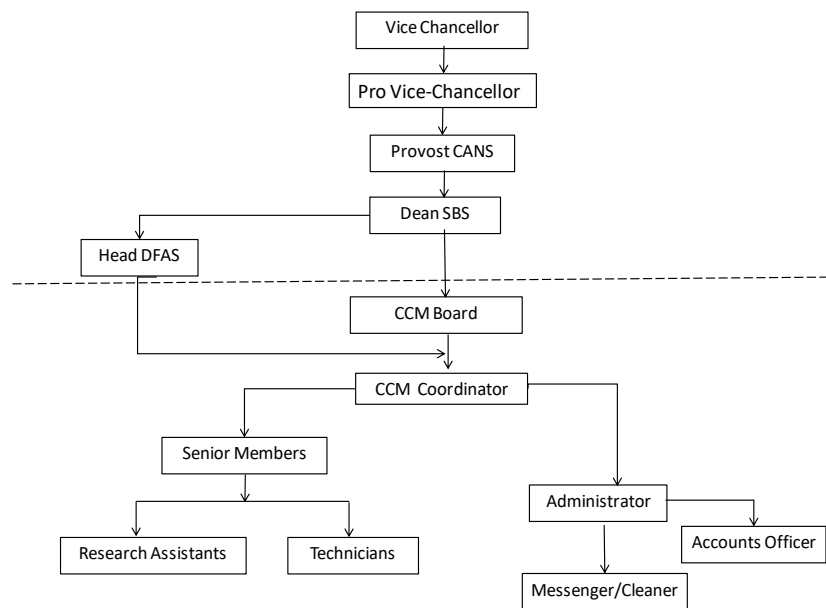 Vice Chancellor
Pro Vice-Chancellor
Provost CANS
Dean SBS
Head DFAS
CCM Board
CCM Coordinator
Senior Members
Administrator
Research Assistants
Technicians
Accounts Officer
Messenger/Cleaner